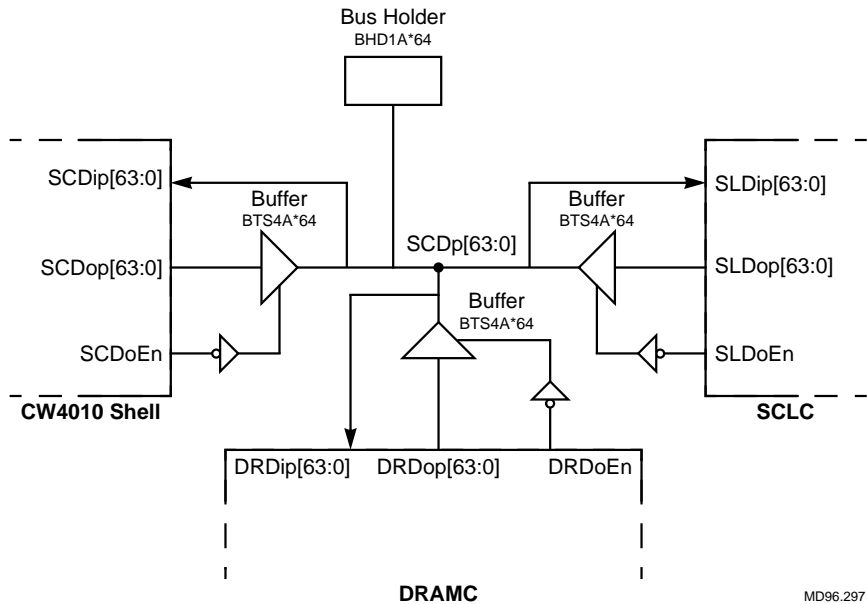 Bus Holder
BHD1A*64
SCDip[63:0]
SLDip[63:0]
Buffer
BTS4A*64
Buffer
BTS4A*64
SCDp[63:0]
SCDop[63:0]
SLDop[63:0]
Buffer
BTS4A*64
SCDoEn
SLDoEn
CW4010 Shell
SCLC
DRDip[63:0]
DRDop[63:0]
DRDoEn
DRAMC
MD96.297